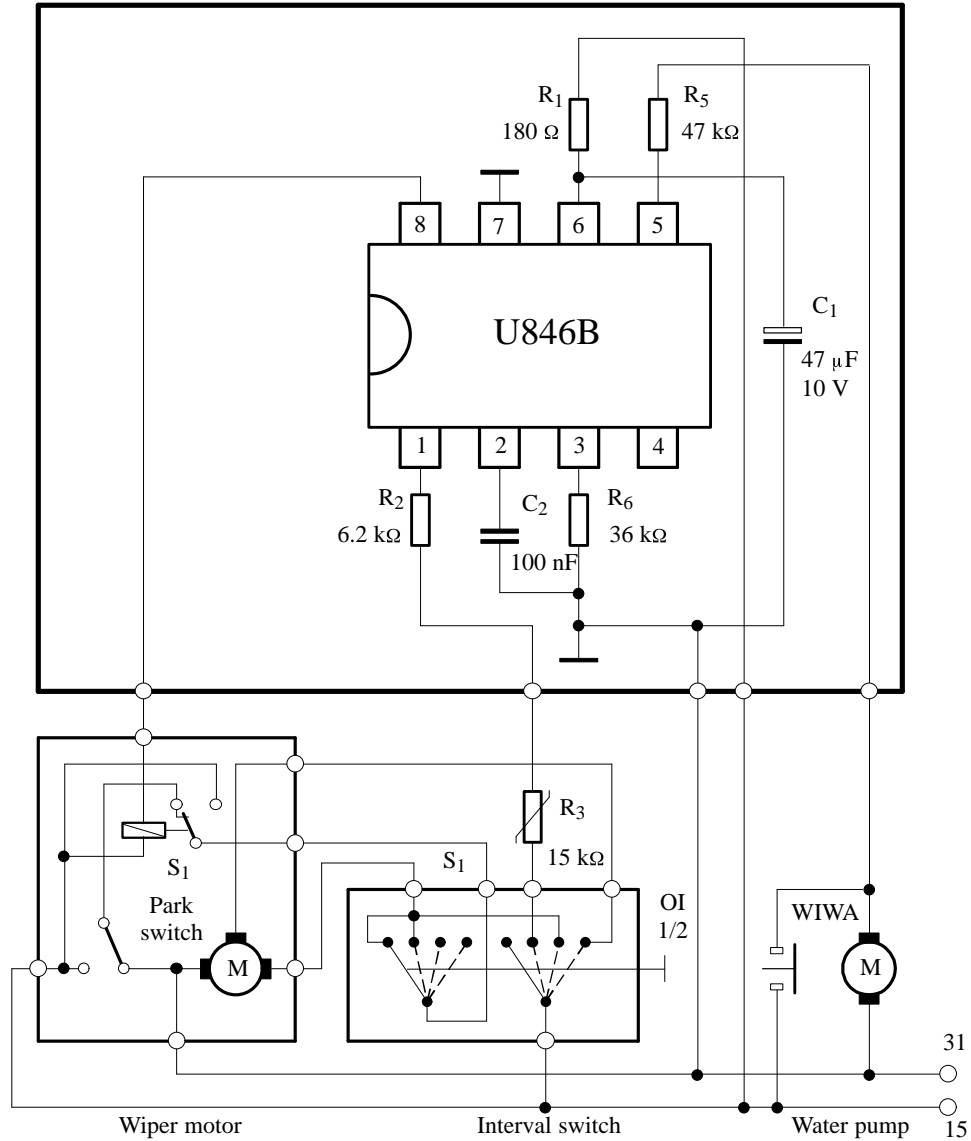 R1
180 Ω
R5
47 kΩ
8
7
6
5
U846B
C1
47 µF
10 V
1
2
3
4
R2
6.2 kΩ
C2
100 nF
R6
36 kΩ
R3
15 kΩ
S1
S1
OI
1/2
Park
switch
M
WIWA
M
31
15
Wiper motor
Interval switch
Water pump